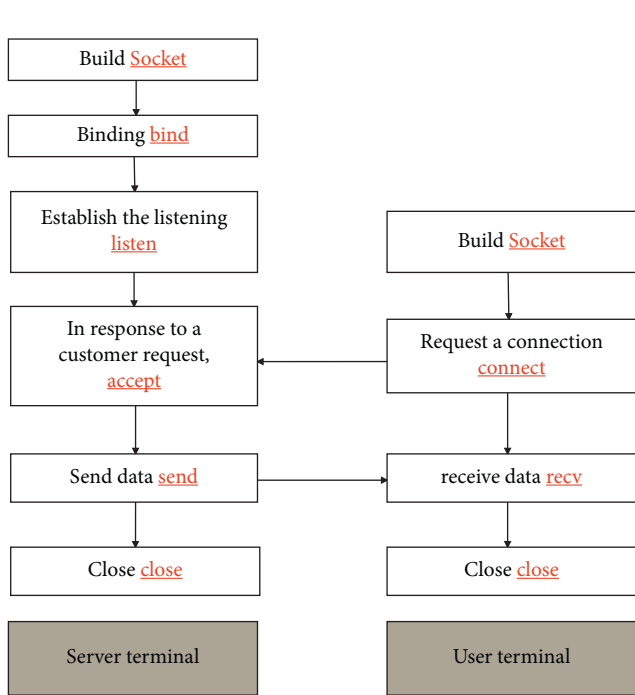 Build Socket
Binding bind
Establish the listening
listen
In response to a
customer request,
accept
Send data send
Close close
Server terminal
Build Socket
Request a connection
connect
receive data recv
Close close
User terminal